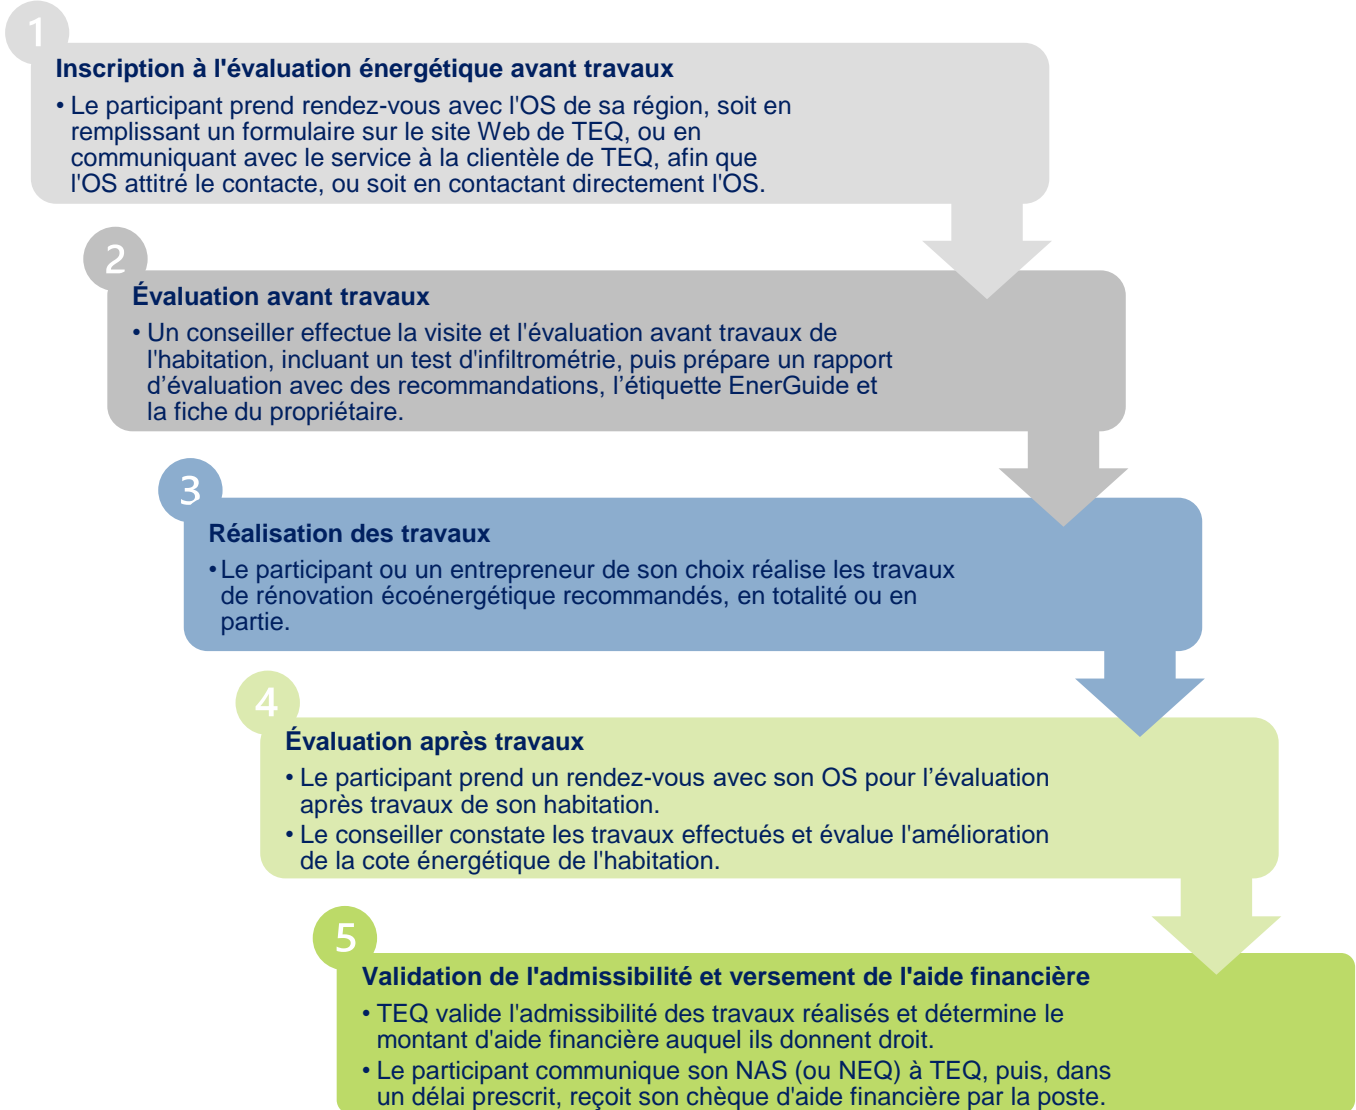 1
Inscription à l'évaluation énergétique avant travaux
• Le participant prend rendez-vous avec l'OS de sa région, soit en
remplissant un formulaire sur le site Web de TEQ, ou en
communiquant avec le service à la clientèle de TEQ, afin que
l'OS attitré le contacte, ou soit en contactant directement l'OS.
2
Évaluation avant travaux
• Un conseiller effectue la visite et l'évaluation avant travaux de
l'habitation, incluant un test d'infiltrométrie, puis prépare un rapport
d’évaluation avec des recommandations, l’étiquette EnerGuide et
la fiche du propriétaire.
3
Réalisation des travaux
• Le participant ou un entrepreneur de son choix réalise les travaux
de rénovation écoénergétique recommandés, en totalité ou en
partie.
4
Évaluation après travaux
• Le participant prend un rendez-vous avec son OS pour l’évaluation
après travaux de son habitation.
• Le conseiller constate les travaux effectués et évalue l'amélioration
de la cote énergétique de l'habitation.
5
Validation de l'admissibilité et versement de l'aide financière
• TEQ valide l'admissibilité des travaux réalisés et détermine le
montant d'aide financière auquel ils donnent droit.
• Le participant communique son NAS (ou NEQ) à TEQ, puis, dans
un délai prescrit, reçoit son chèque d'aide financière par la poste.